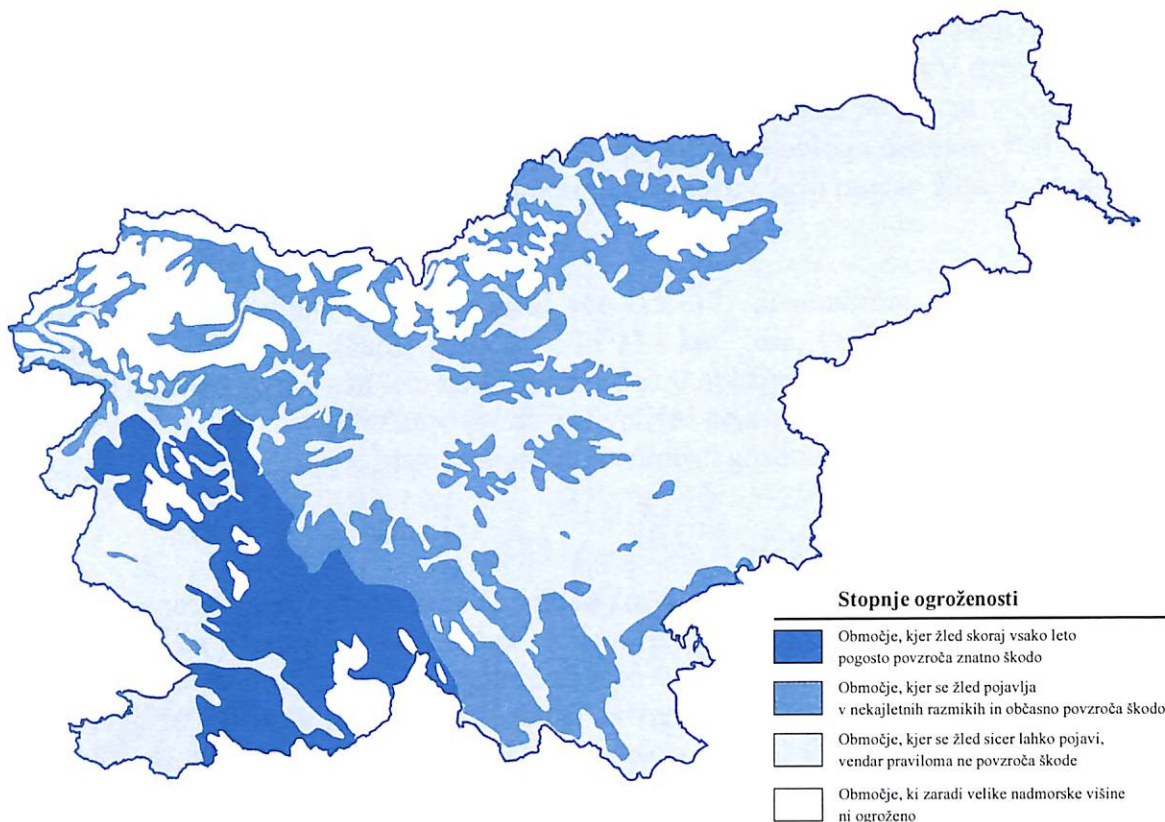 Stopnje ogroženosti
Območje, kjer žled skoraj vsako leto
pogosto povzroča znatno škodo
Območje, kjer se žled pojavlja
v nekajletnih razmikih in občasno povzroča škodo
Območje, kjer se žled sicer lahko pojavi,
vendar praviloma ne povzroča škode
Območje, ki zaradi velike nadmorske višine
ni ogroženo